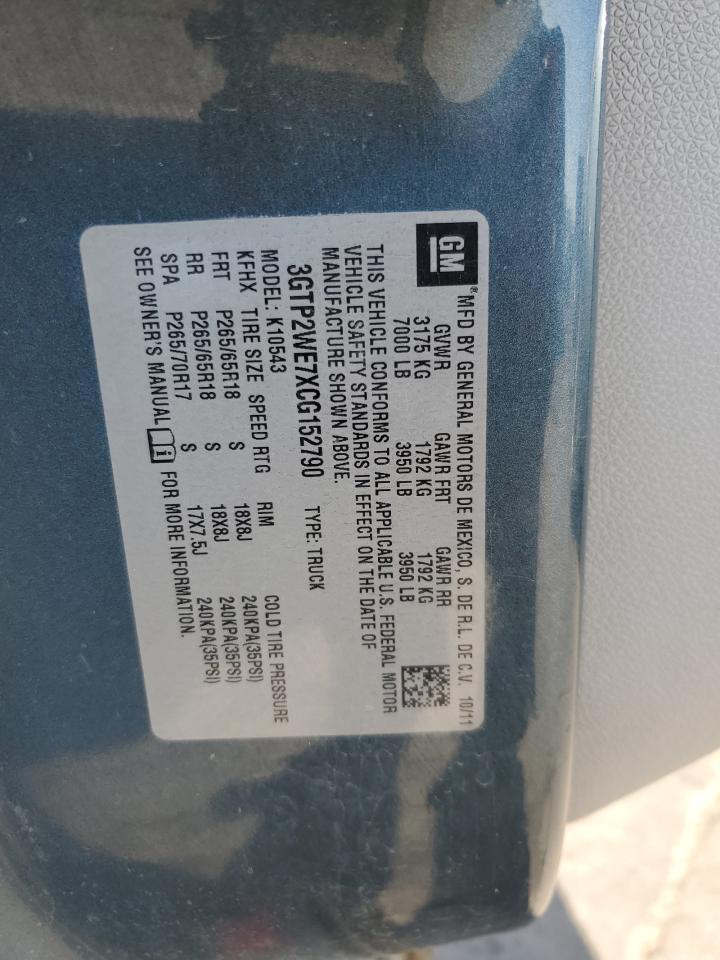 GM® MFD BY GENERAL MOTORS DE MEXICO, S. DE R.L. DE C.V. 10/11
GVWR GAWR FRT GAWR RR
3175 KG 1792 KG 1792 KG
7000 LB 3950 LB 3950 LB
THIS VEHICLE CONFORMS TO ALL APPLICABLE U.S. FEDERAL MOTOR
VEHICLE SAFETY STANDARDS IN EFFECT ON THE DATE OF
MANUFACTURE SHOWN ABOVE.
3GTP2WE7XCG152790 TYPE: TRUCK
MODEL: K10543
KFHX TIRE SIZE SPEED RTG RIM COLD TIRE PRESSURE
FRT P265/65R18 S 18X8J 240KPA(35PSI)
RR P265/65R18 S 18X8J 240KPA(35PSI)
SPA P265/70R17 S 17X7.5J 240KPA(35PSI)
SEE OWNER'S MANUAL FOR MORE INFORMATION.